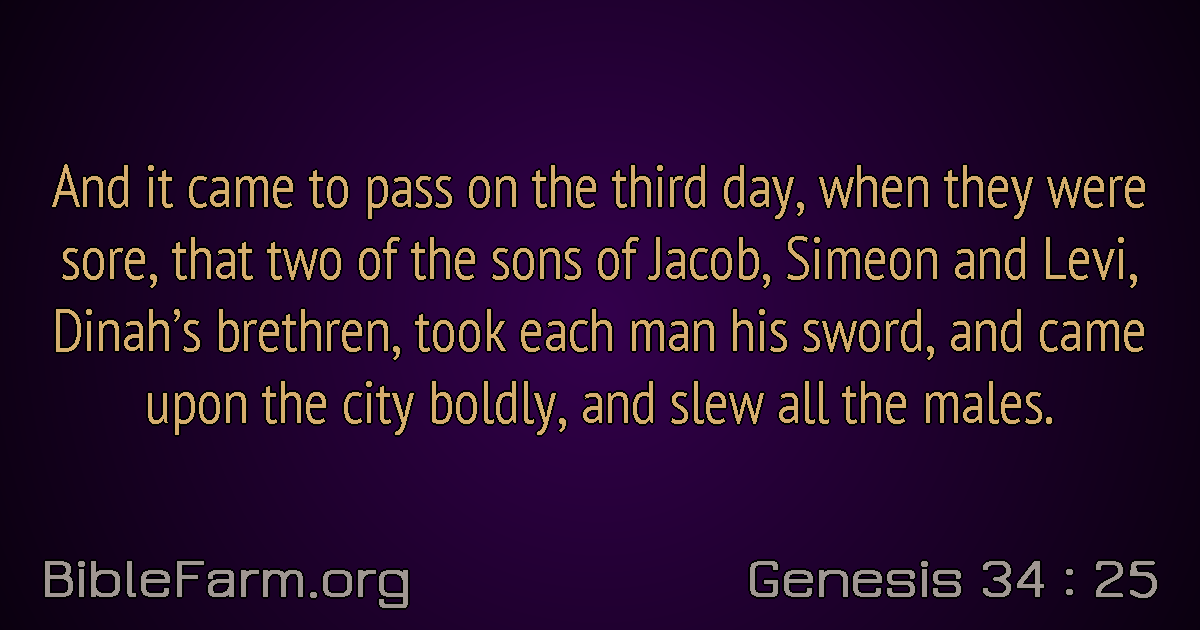 And it came to pass on the third day, when they were
sore, that two of the sons of Jacob, Simeon and Levi,
Dinah’s brethren, took each man his sword, and came
upon the city boldly, and slew all the males.
BibleFarm.org
Genesis 34 : 25